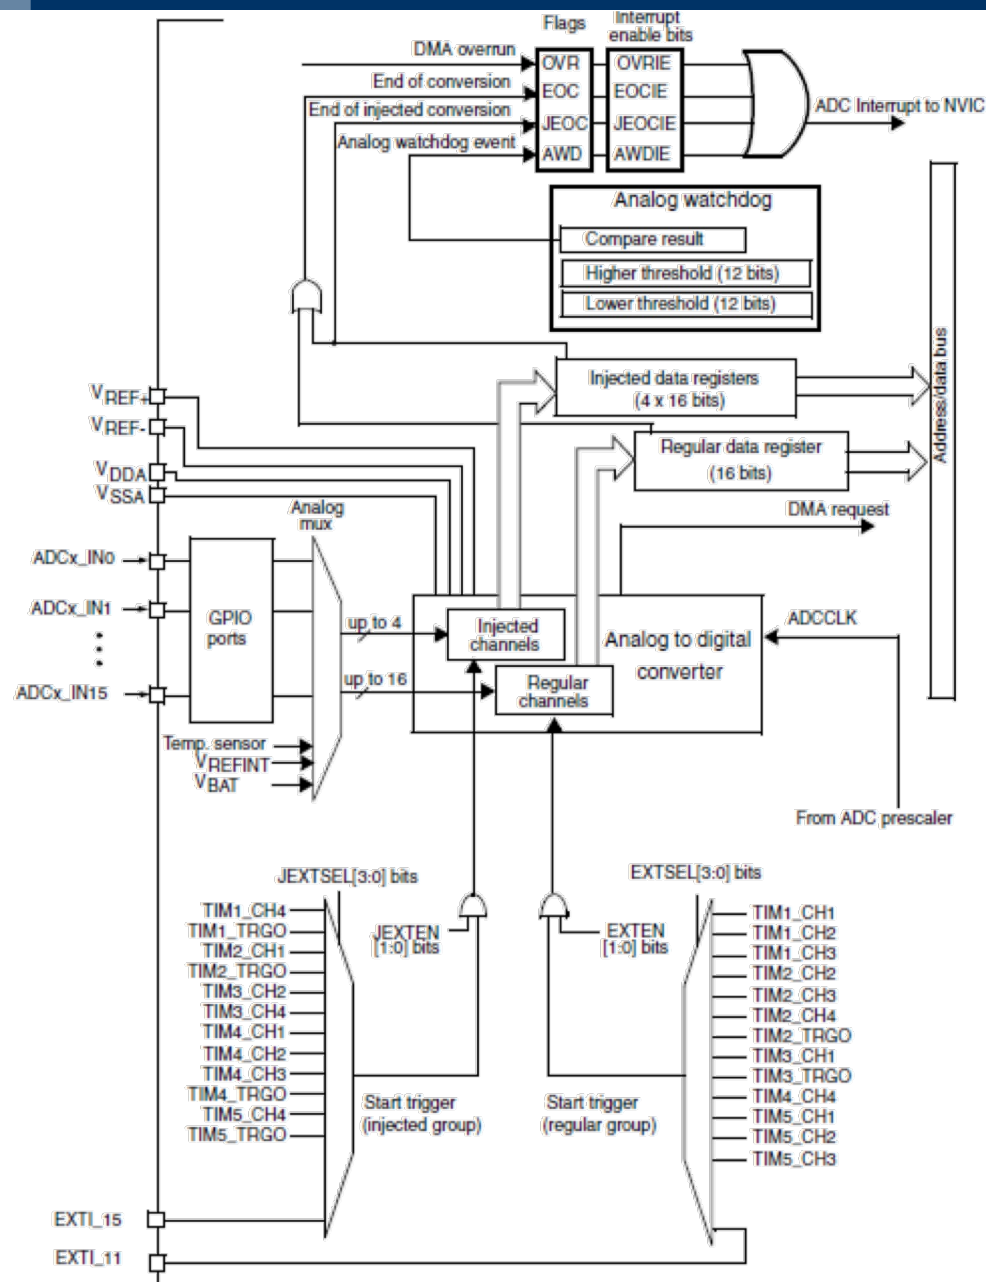 Flags
Interrupt
enable bits
DMA overrun
OVR
OVRIE
End of conversion
EOC
EOCIE
End of injected conversion
JEOC
JEOCIE
ADC Interrupt to NVIC
Analog watchdog event
AWD
AWDIE
Analog watchdog
Compare result
Higher threshold (12 bits)
Lower threshold (12 bits)
Address/data bus
Injected data registers
(4 x 16 bits)
VREF+
VREF-
Regular data register
(16 bits)
VDDA
VSSA
Analog
mux
DMA request
ADCx_IN0
ADCx_IN1
ADCx_IN15
GPIO
ports
up to 4
up to 16
Injected
channels
Regular
channels
Analog to digital
converter
ADCCLK
Temp. sensor
VREFINT
VBAT
From ADC prescaler
JEXTSEL[3:0] bits
EXTSEL[3:0] bits
JEXTEN
[1:0] bits
EXTEN
[1:0] bits
TIM1_CH4
TIM1_TRGO
TIM2_CH1
TIM2_TRGO
TIM3_CH2
TIM3_CH4
TIM4_CH1
TIM4_CH2
TIM4_CH3
TIM4_TRGO
TIM5_CH4
TIM5_TRGO
Start trigger
(injected group)
Start trigger
(regular group)
TIM1_CH1
TIM1_CH2
TIM1_CH3
TIM2_CH2
TIM2_CH3
TIM2_CH4
TIM2_TRGO
TIM3_CH1
TIM3_TRGO
TIM4_CH4
TIM5_CH1
TIM5_CH2
TIM5_CH3
EXTI_15
EXTI_11